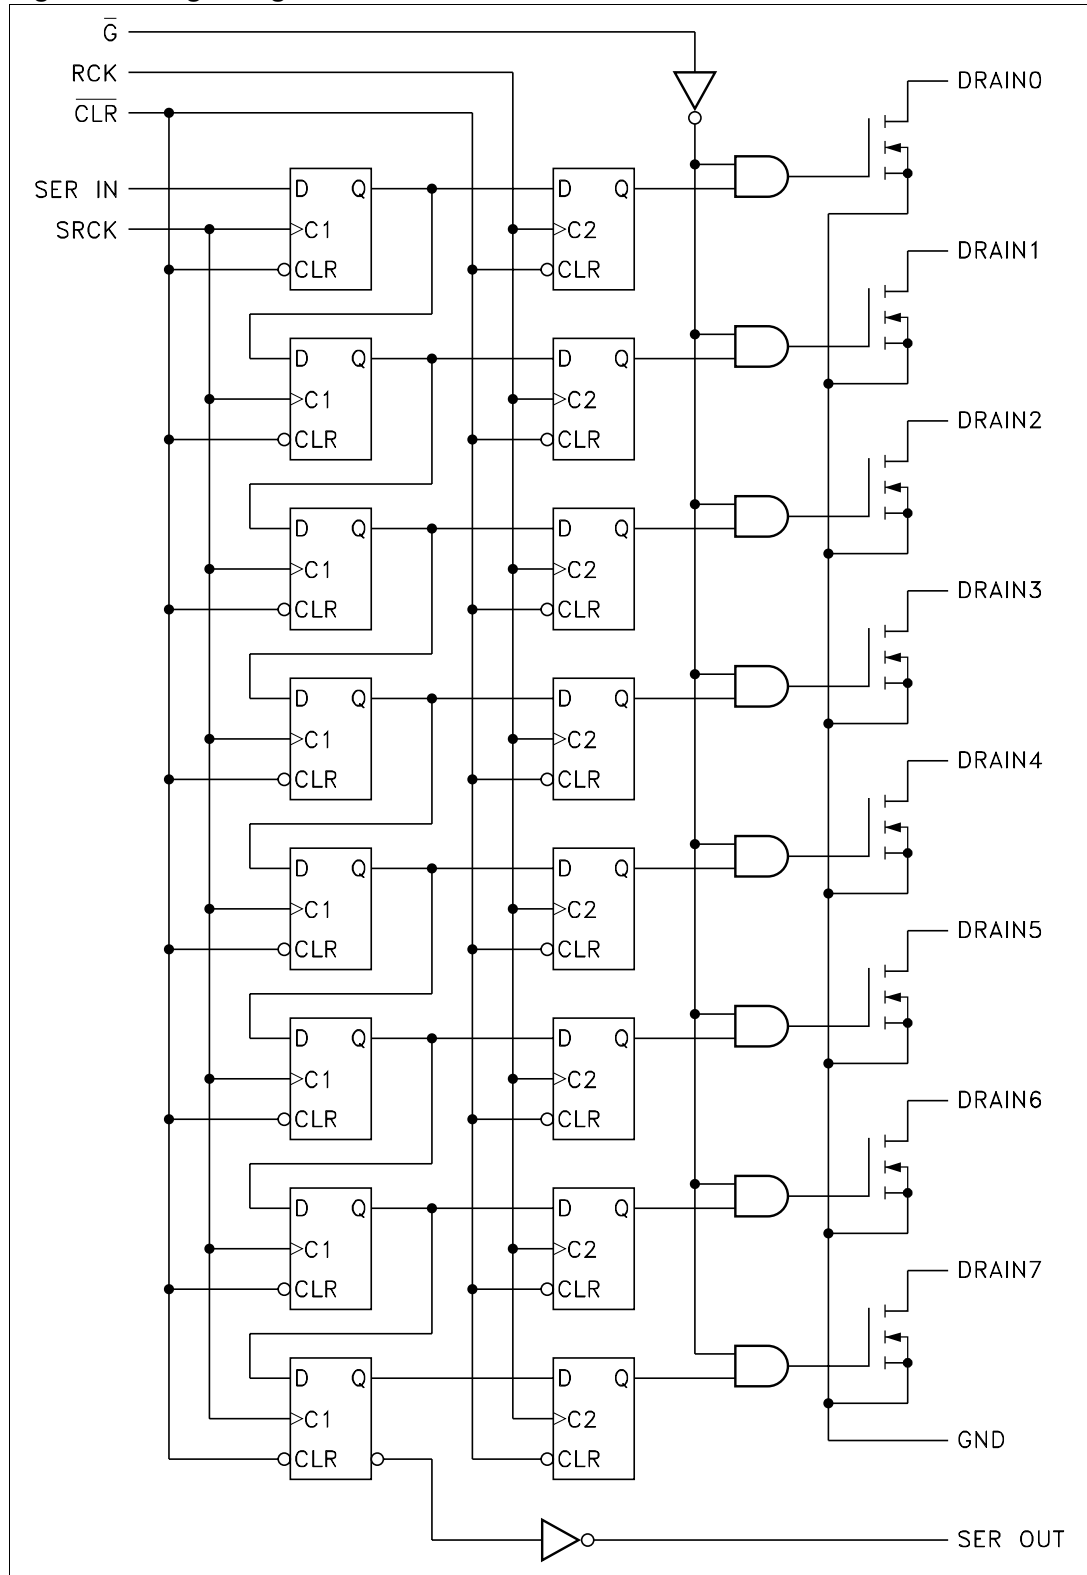 G̅
RCK
C̅L̅R̅
DRAIN0
SER IN
SRCK
D Q
C1
CLR
D Q
C2
CLR
DRAIN1
D Q
C1
CLR
D Q
C2
CLR
DRAIN2
D Q
C1
CLR
D Q
C2
CLR
DRAIN3
D Q
C1
CLR
D Q
C2
CLR
DRAIN4
D Q
C1
CLR
D Q
C2
CLR
DRAIN5
D Q
C1
CLR
D Q
C2
CLR
DRAIN6
D Q
C1
CLR
D Q
C2
CLR
DRAIN7
D Q
C1
CLR
D Q
C2
CLR
GND
SER OUT